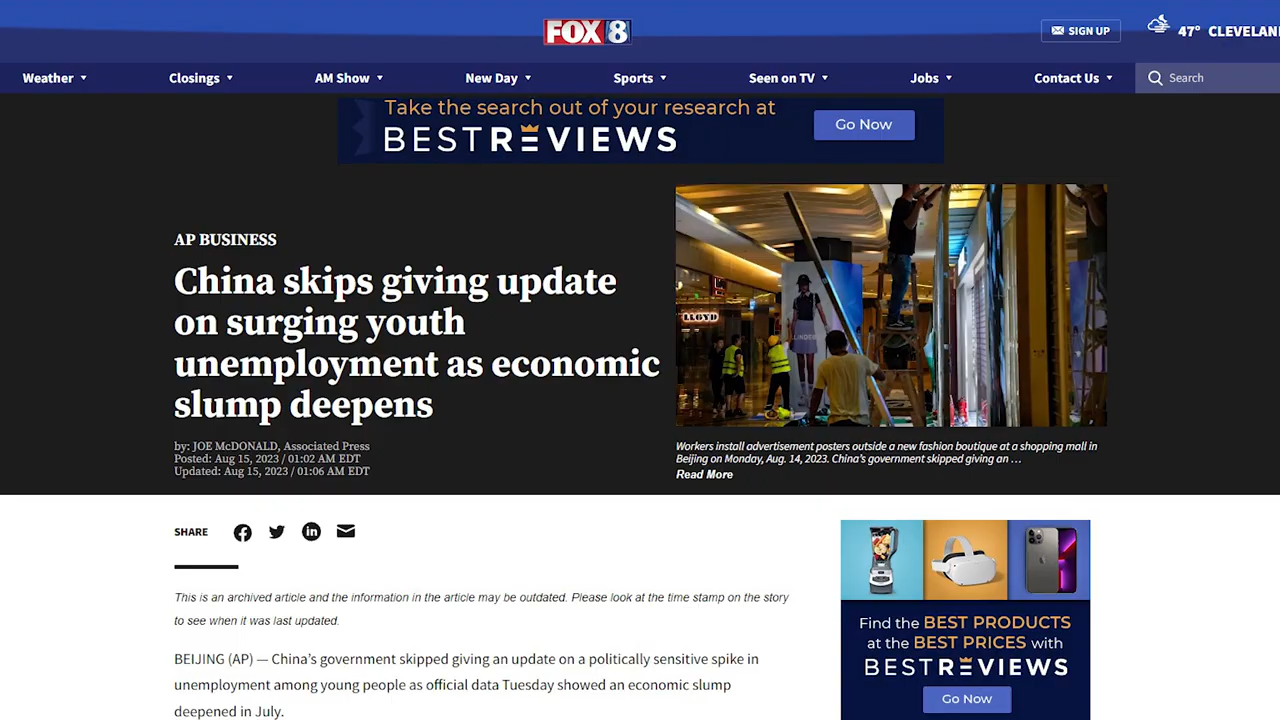 FOX 8
SIGN UP
47° CLEVELAN
Weather
Closings
AM Show
New Day
Sports
Seen on TV
Jobs
Contact Us
Search
Take the search out of your research at
BESTREVIEWS
Go Now
AP BUSINESS
China skips giving update
on surging youth
unemployment as economic
slump deepens
by: JOE McDONALD, Associated Press
Posted: Aug 15, 2023 / 01:02 AM EDT
Updated: Aug 15, 2023 / 01:06 AM EDT
LLOYD
Workers install advertisement posters outside a new fashion boutique at a shopping mall in
Beijing on Monday, Aug. 14, 2023. China's government skipped giving an …
Read More
SHARE
This is an archived article and the information in the article may be outdated. Please look at the time stamp on the story
to see when it was last updated.
BEIJING (AP) — China's government skipped giving an update on a politically sensitive spike in
unemployment among young people as official data Tuesday showed an economic slump
deepened in July.
Find the BEST PRODUCTS
at the BEST PRICES with
BESTREVIEWS
Go Now